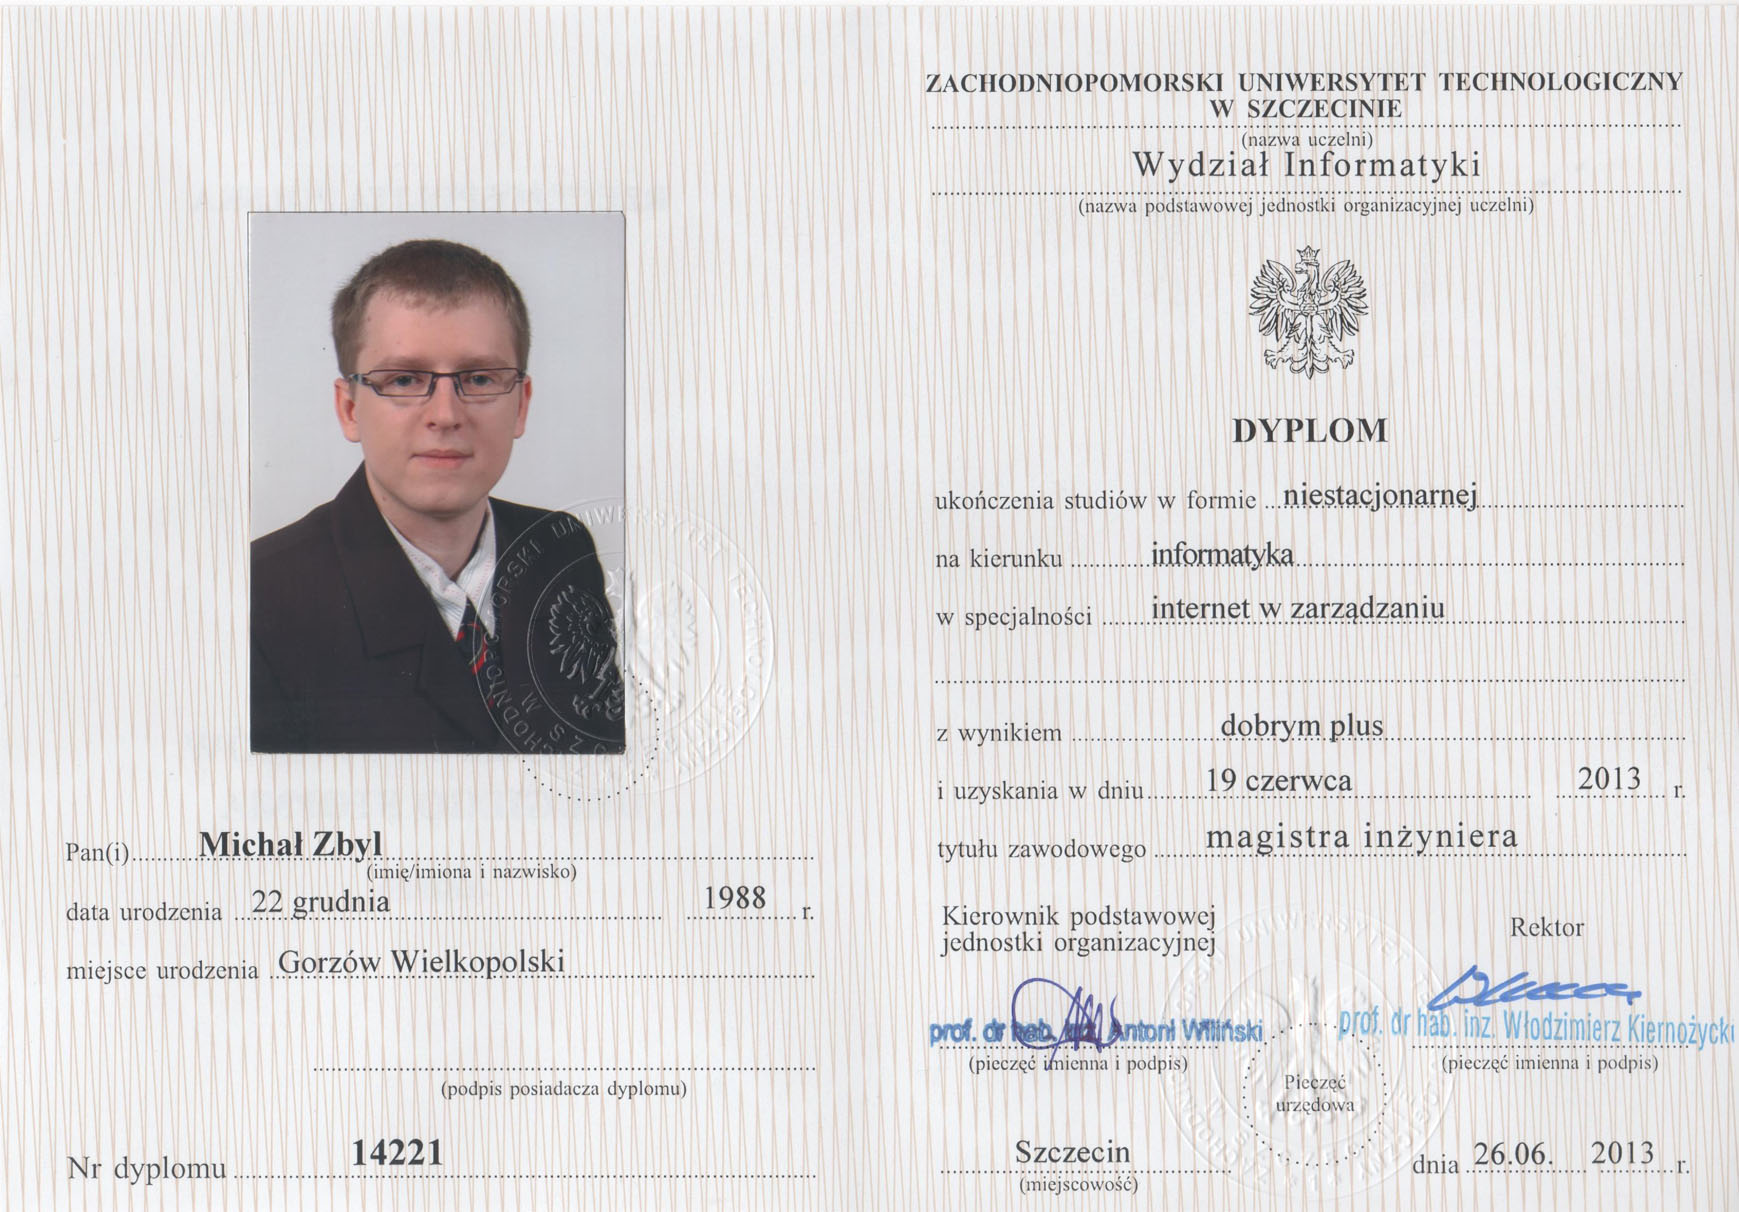 Pan(i) Michał Zbyl
(imię/imiona i nazwisko)
data urodzenia 22 grudnia 1988 r.
miejsce urodzenia Gorzów Wielkopolski
(podpis posiadacza dyplomu)
Nr dyplomu 14221
ZACHODNIOPOMORSKI UNIWERSYTET TECHNOLOGICZNY
W SZCZECINIE
(nazwa uczelni)
Wydział Informatyki
(nazwa podstawowej jednostki organizacyjnej uczelni)
DYPLOM
ukończenia studiów w formie niestacjonarnej
na kierunku informatyka
w specjalności internet w zarządzaniu
z wynikiem dobrym plus
i uzyskania w dniu 19 czerwca 2013 r.
tytułu zawodowego magistra inżyniera
Kierownik podstawowej
jednostki organizacyjnej
Rektor
prof. dr hab. inż. Antoni Wiliński
prof. dr hab. inż. Włodzimierz Kiernożycki
(pieczęć imienna i podpis)
(pieczęć imienna i podpis)
Pieczęć
urzędowa
Szczecin
(miejscowość)
dnia 26.06. 2013 r.